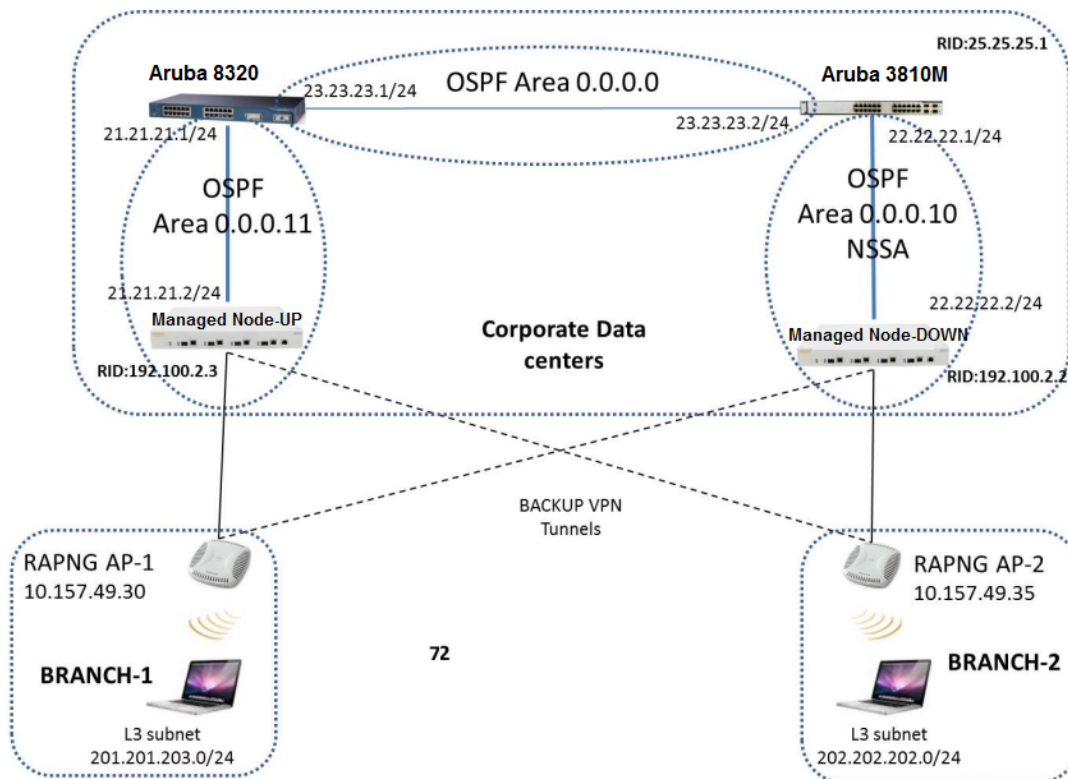 RID:25.25.25.1
Aruba 8320
OSPF Area 0.0.0.0
Aruba 3810M
23.23.23.1/24
23.23.23.2/24
21.21.21.1/24
22.22.22.1/24
OSPF
Area 0.0.0.11
OSPF
Area 0.0.0.10
NSSA
21.21.21.2/24
22.22.22.2/24
Managed Node-UP
Corporate Data
centers
Managed Node-DOWN
RID:192.100.2.3
RID:192.100.2.2
BACKUP VPN
Tunnels
RAPNG AP-1
10.157.49.30
RAPNG AP-2
10.157.49.35
72
BRANCH-1
BRANCH-2
L3 subnet
201.201.203.0/24
L3 subnet
202.202.202.0/24